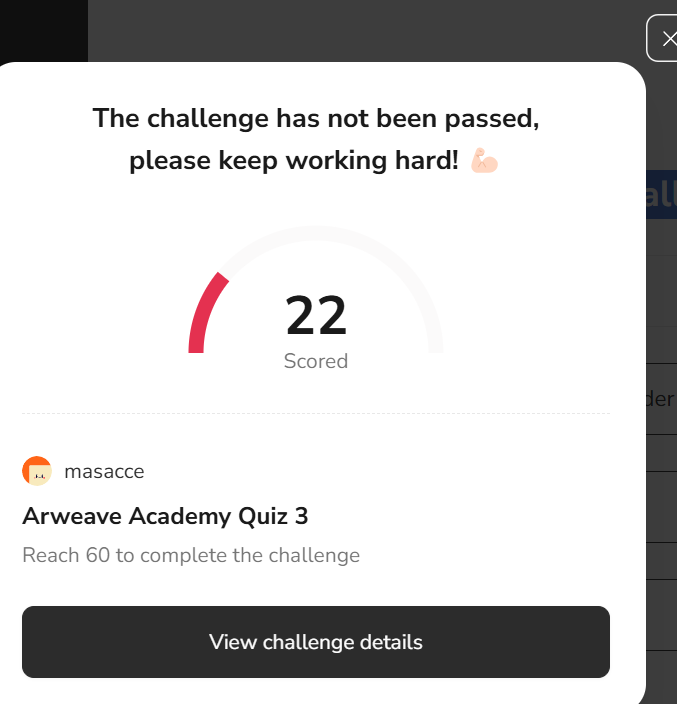 The challenge has not been passed,
please keep working hard! 💪🏻
22
Scored
masacce
Arweave Academy Quiz 3
Reach 60 to complete the challenge
View challenge details